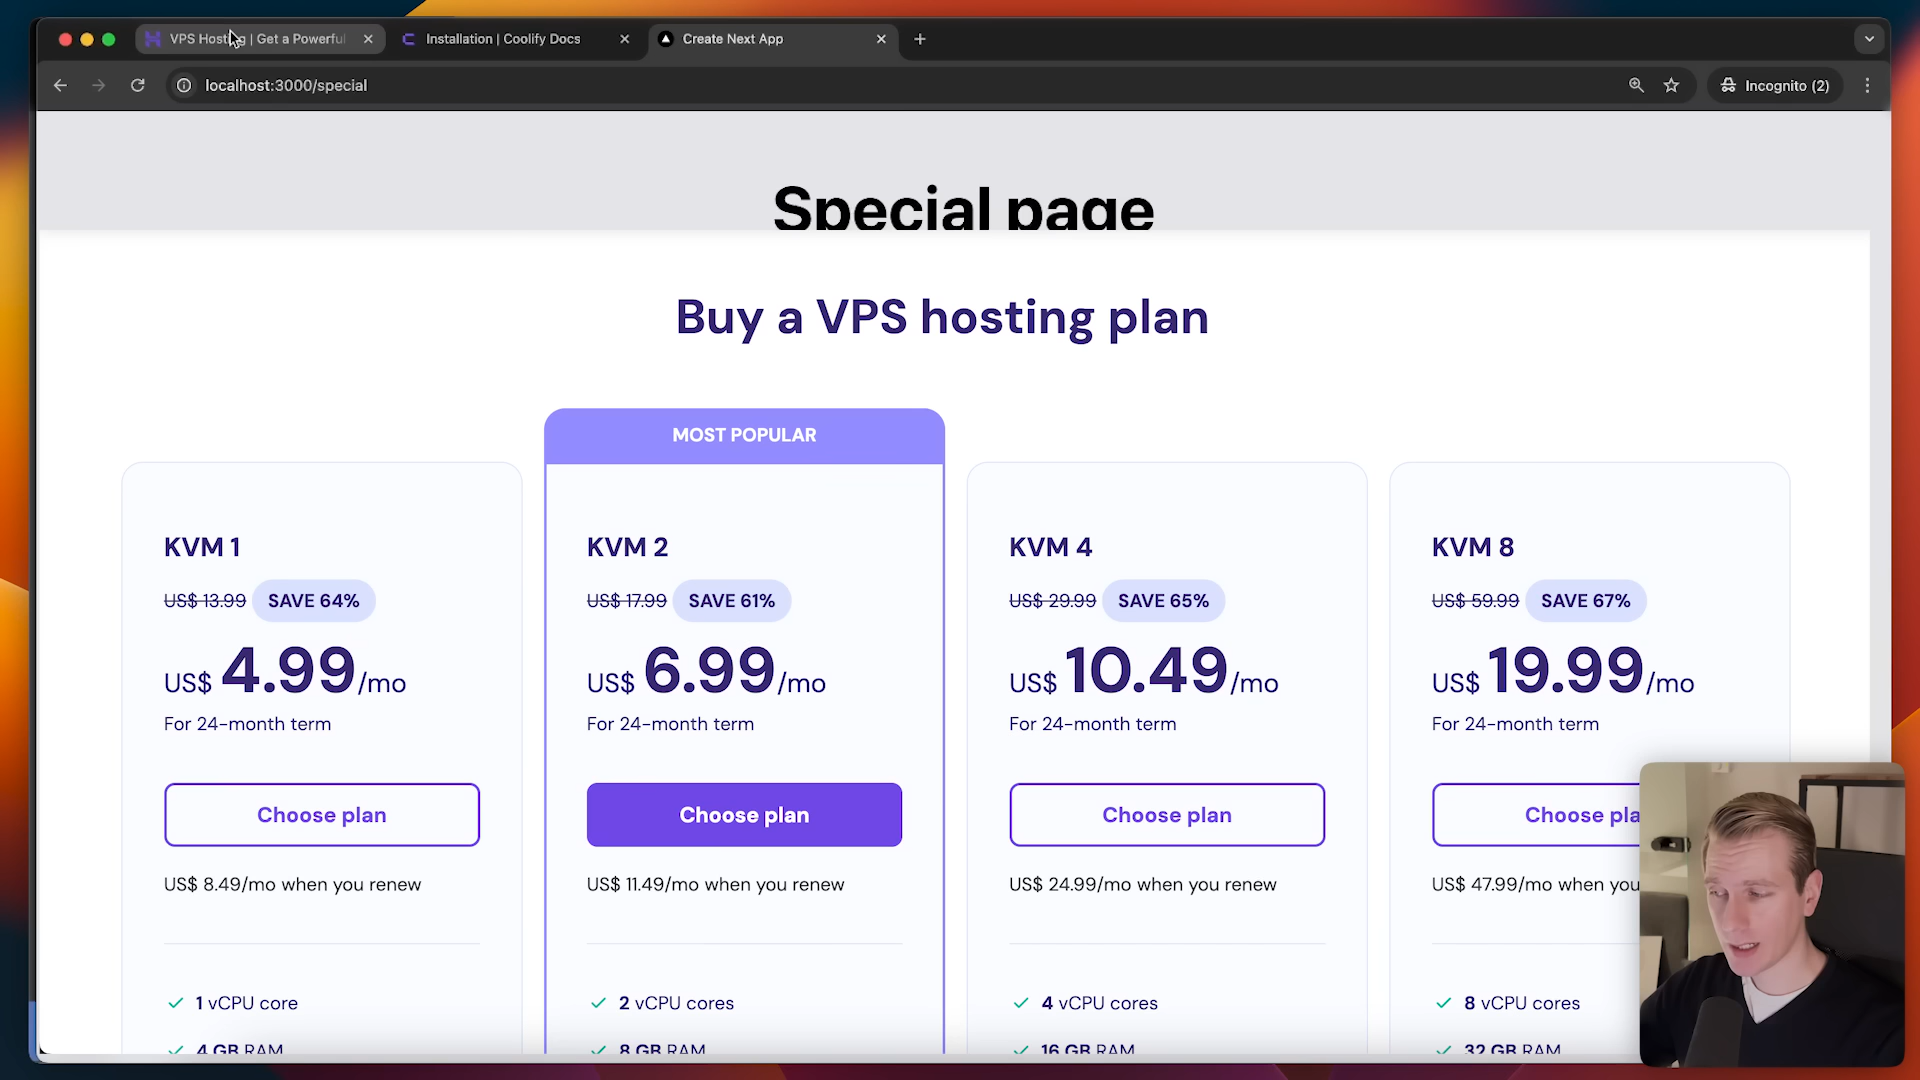 VPS Hosting | Get a Powerful
Installation | Coolify Docs
Create Next App
localhost:3000/special
Incognito (2)
Special page
Buy a VPS hosting plan
MOST POPULAR
KVM 1
US$ 13.99 SAVE 64%
US$ 4.99/mo
For 24-month term
Choose plan
US$ 8.49/mo when you renew
1 vCPU core
4 GB RAM
KVM 2
US$ 17.99 SAVE 61%
US$ 6.99/mo
For 24-month term
Choose plan
US$ 11.49/mo when you renew
2 vCPU cores
8 GB RAM
KVM 4
US$ 29.99 SAVE 65%
US$ 10.49/mo
For 24-month term
Choose plan
US$ 24.99/mo when you renew
4 vCPU cores
16 GB RAM
KVM 8
US$ 59.99 SAVE 67%
US$ 19.99/mo
For 24-month term
Choose pla
US$ 47.99/mo when you
8 vCPU cores
32 GB RAM